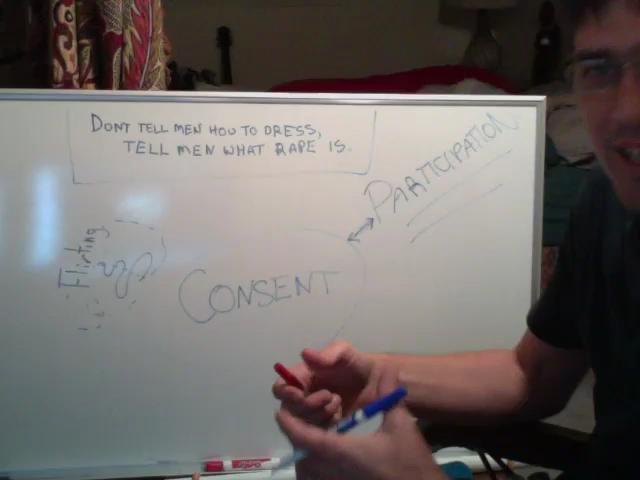 DONT TELL MEN HOW TO DRESS,
TELL MEN WHAT RAPE IS.
PARTICIPATION
Flirting
CONSENT